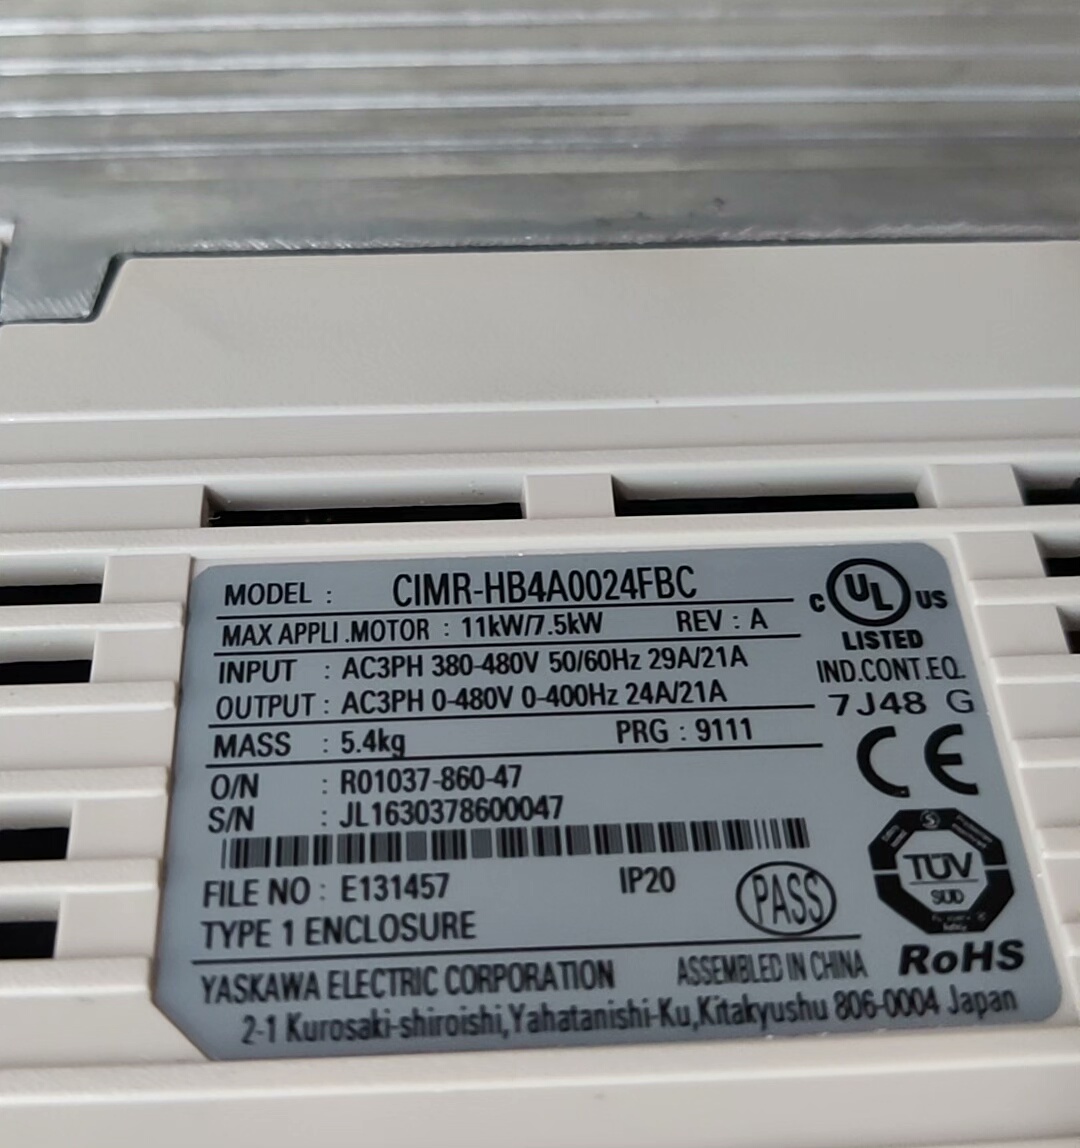 MODEL : CIMR-HB4A0024FBC
MAX APPLI.MOTOR : 11kW/7.5kW REV : A
INPUT : AC3PH 380-480V 50/60Hz 29A/21A
OUTPUT : AC3PH 0-480V 0-400Hz 24A/21A
MASS : 5.4kg PRG : 9111
O/N : R01037-860-47
S/N : JL1630378600047
FILE NO : E131457 IP20 PASS
TYPE 1 ENCLOSURE
YASKAWA ELECTRIC CORPORATION ASSEMBLED IN CHINA
2-1 Kurosaki-shiroishi,Yahatanishi-Ku,Kitakyushu 806-0004 Japan
C UL US
LISTED
IND.CONT.EQ.
7J48 G
CE
TÜV
SÜD
RoHS